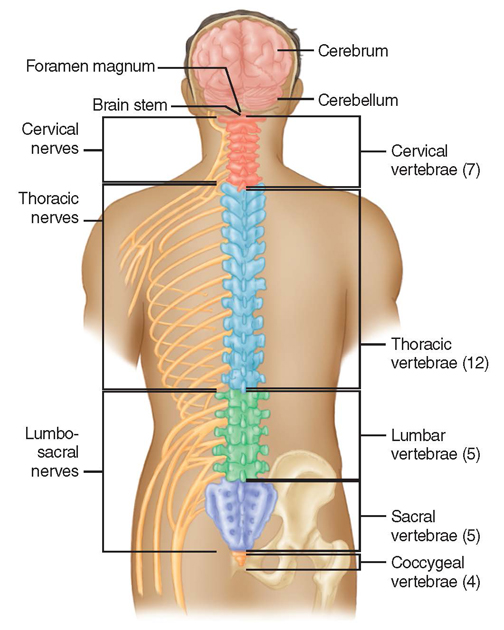 Cerebrum
Foramen magnum
Brain stem
Cerebellum
Cervical
nerves
Cervical
vertebrae (7)
Thoracic
nerves
Thoracic
vertebrae (12)
Lumbo-
sacral
nerves
Lumbar
vertebrae (5)
Sacral
vertebrae (5)
Coccygeal
vertebrae (4)